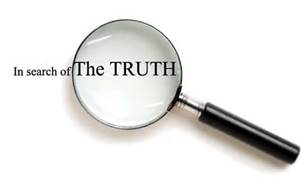 In search of The TRUTH